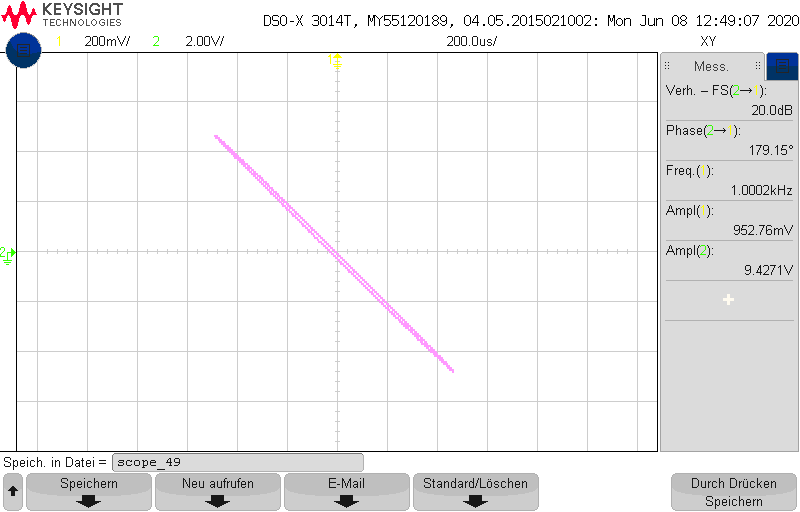 KEYSIGHT
TECHNOLOGIES
DSO-X 3014T, MY55120189, 04.05.2015021002: Mon Jun 08 12:49:07 2020
1 200mV/ 2 2.00V/ 200.0us/ XY
1
2
Mess.
Verh. – FS(2→1):
20.0dB
Phase(2→1):
179.15°
Freq.(1):
1.0002kHz
Ampl(1):
952.76mV
Ampl(2):
9.4271V
+
Speich. in Datei = scope_49
Speichern
Neu aufrufen
E-Mail
Standard/Löschen
Durch Drücken
Speichern